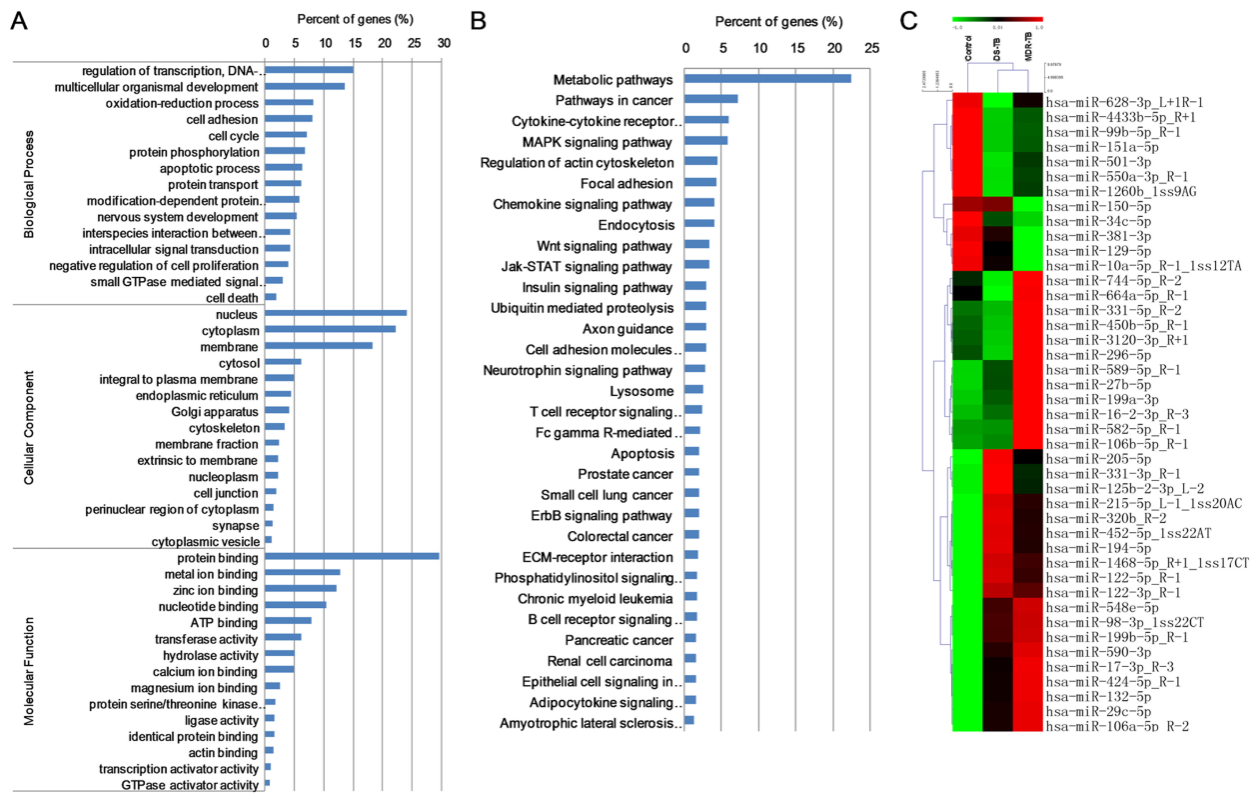 A
Percent of genes (%)
0 5 10 15 20 25 30
Biological Process
regulation of transcription, DNA-..
multicellular organismal development
oxidation-reduction process
cell adhesion
cell cycle
protein phosphorylation
apoptotic process
protein transport
modification-dependent protein..
nervous system development
interspecies interaction between..
intracellular signal transduction
negative regulation of cell proliferation
small GTPase mediated signal..
cell death
Cellular Component
nucleus
cytoplasm
membrane
cytosol
integral to plasma membrane
endoplasmic reticulum
Golgi apparatus
cytoskeleton
membrane fraction
extrinsic to membrane
nucleoplasm
cell junction
perinuclear region of cytoplasm
synapse
cytoplasmic vesicle
Molecular Function
protein binding
metal ion binding
zinc ion binding
nucleotide binding
ATP binding
transferase activity
hydrolase activity
calcium ion binding
magnesium ion binding
protein serine/threonine kinase..
ligase activity
identical protein binding
actin binding
transcription activator activity
GTPase activator activity
B
Percent of genes (%)
0 5 10 15 20 25
Metabolic pathways
Pathways in cancer
Cytokine-cytokine receptor..
MAPK signaling pathway
Regulation of actin cytoskeleton
Focal adhesion
Chemokine signaling pathway
Endocytosis
Wnt signaling pathway
Jak-STAT signaling pathway
Insulin signaling pathway
Ubiquitin mediated proteolysis
Axon guidance
Cell adhesion molecules..
Neurotrophin signaling pathway
Lysosome
T cell receptor signaling..
Fc gamma R-mediated..
Apoptosis
Prostate cancer
Small cell lung cancer
ErbB signaling pathway
Colorectal cancer
ECM-receptor interaction
Phosphatidylinositol signaling..
Chronic myeloid leukemia
B cell receptor signaling..
Pancreatic cancer
Renal cell carcinoma
Epithelial cell signaling in..
Adipocytokine signaling..
Amyotrophic lateral sclerosis..
C
-1.0 1.0
Control
DS-TB
MDR-TB
hsa-miR-628-3p_L+1R-1
hsa-miR-4433b-5p_R+1
hsa-miR-99b-5p_R-1
hsa-miR-151a-5p
hsa-miR-501-3p
hsa-miR-550a-3p_R-1
hsa-miR-1260b_1ss9AG
hsa-miR-150-5p
hsa-miR-34c-5p
hsa-miR-381-3p
hsa-miR-129-5p
hsa-miR-10a-5p_R-1_1ss12TA
hsa-miR-744-5p_R-2
hsa-miR-664a-5p_R-1
hsa-miR-331-5p_R-2
hsa-miR-450b-5p_R-1
hsa-miR-3120-3p_R+1
hsa-miR-296-5p
hsa-miR-589-5p_R-1
hsa-miR-27b-5p
hsa-miR-199a-3p
hsa-miR-16-2-3p_R-3
hsa-miR-582-5p_R-1
hsa-miR-106b-5p_R-1
hsa-miR-205-5p
hsa-miR-331-3p_R-1
hsa-miR-125b-2-3p_L-2
hsa-miR-215-5p_L-1_1ss20AC
hsa-miR-320b_R-2
hsa-miR-452-5p_1ss22AT
hsa-miR-194-5p
hsa-miR-1468-5p_R+1_1ss17CT
hsa-miR-122-5p_R-1
hsa-miR-122-3p_R-1
hsa-miR-548e-5p
hsa-miR-98-3p_1ss22CT
hsa-miR-199b-5p_R-1
hsa-miR-590-3p
hsa-miR-17-3p_R-3
hsa-miR-424-5p_R-1
hsa-miR-132-5p
hsa-miR-29c-5p
hsa-miR-106a-5p_R-2